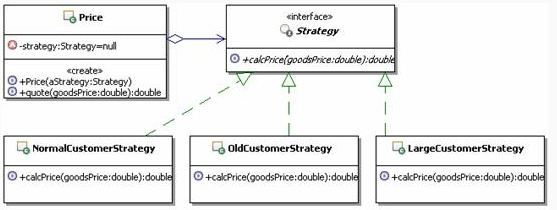 Price
-strategy:Strategy=null
«create»
+Price(aStrategy:Strategy)
+quote(goodsPrice:double):double
«interface»
Strategy
+calcPrice(goodsPrice:double):double
NormalCustomerStrategy
+calcPrice(goodsPrice:double):double
OldCustomerStrategy
+calcPrice(goodsPrice:double):double
LargeCustomerStrategy
+calcPrice(goodsPrice:double):double